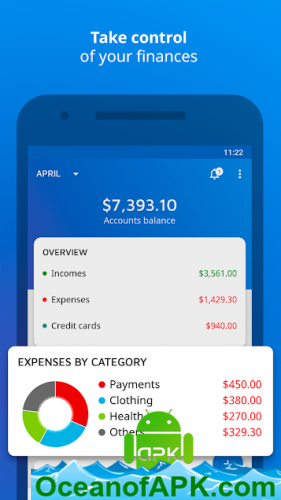 Take control
of your finances
11:22
APRIL
1
$7,393.10
Accounts balance
OVERVIEW
Incomes $3,561.00
Expenses $1,429.30
Credit cards $940.00
EXPENSES BY CATEGORY
Payments $450.00
Clothing $380.00
Health $270.00
Others $329.30
APK
OceanofAPK.com